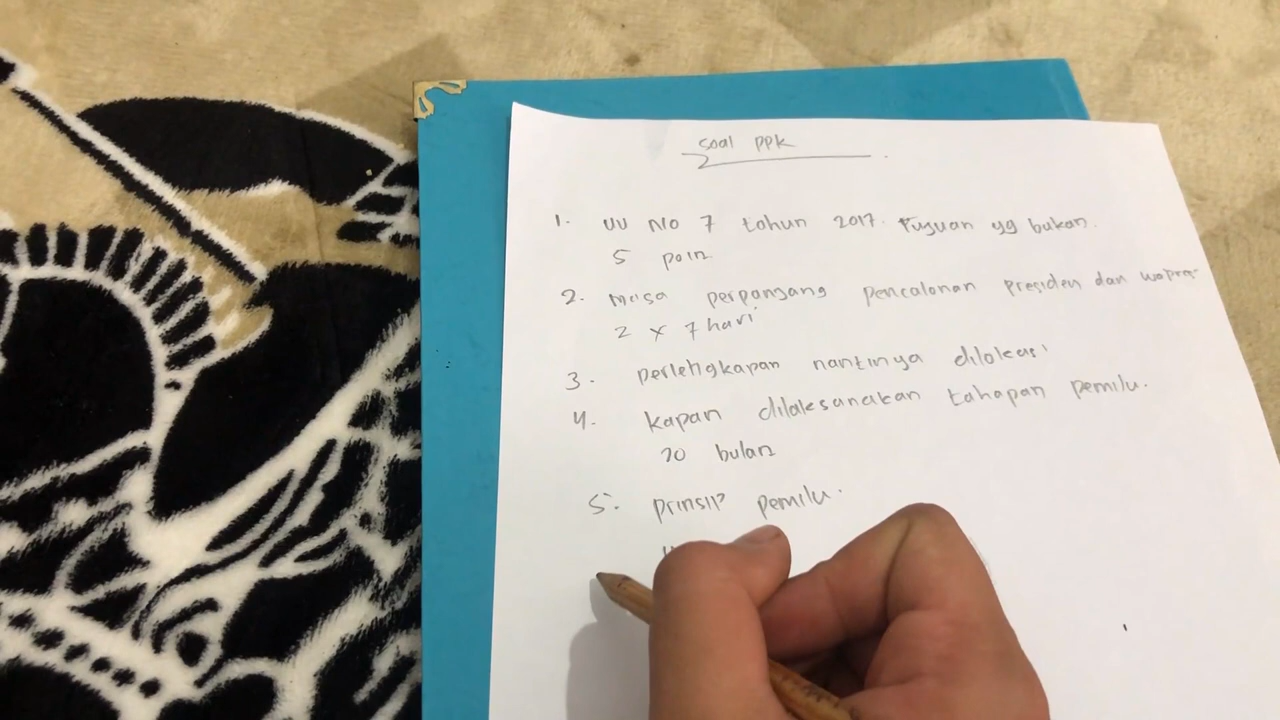 Soal PPK
1. UU No 7 tahun 2017. Tujuan yg bukan.
5 poin
2. Masa perpanjang pencalonan presiden dan wapres
2 x 7 hari
3. perlengkapan nantinya dilokasi
4. kapan dilaksanakan tahapan pemilu.
20 bulan
5. prinsip pemilu.